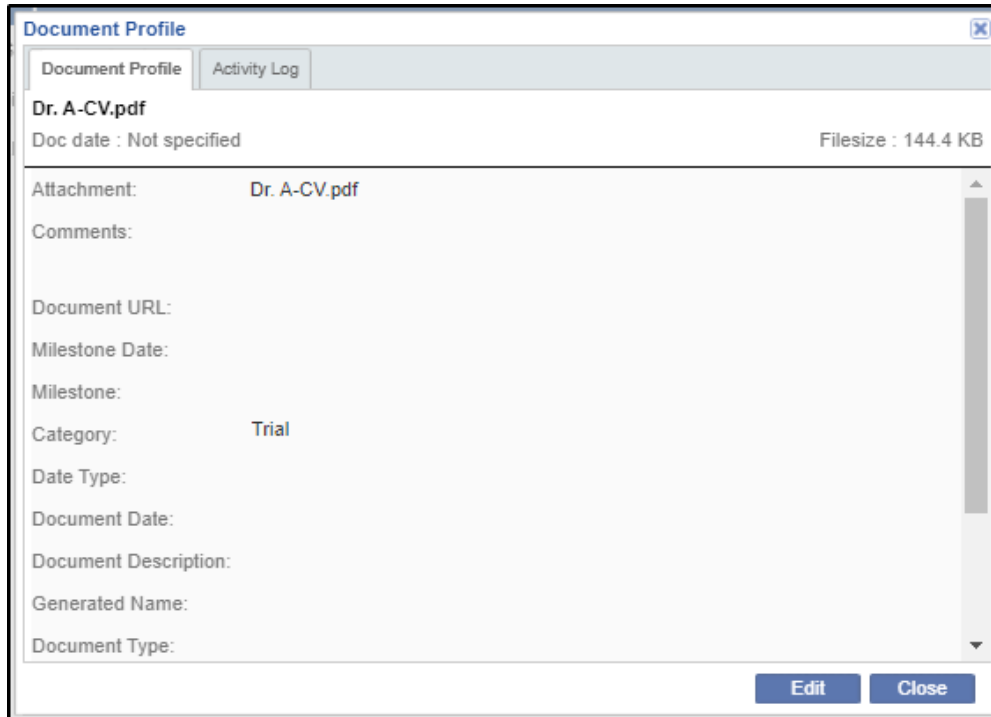 Document Profile
Document Profile Activity Log
Dr. A-CV.pdf
Doc date : Not specified Filesize : 144.4 KB
Attachment: Dr. A-CV.pdf
Comments:
Document URL:
Milestone Date:
Milestone:
Category: Trial
Date Type:
Document Date:
Document Description:
Generated Name:
Document Type:
Edit Close